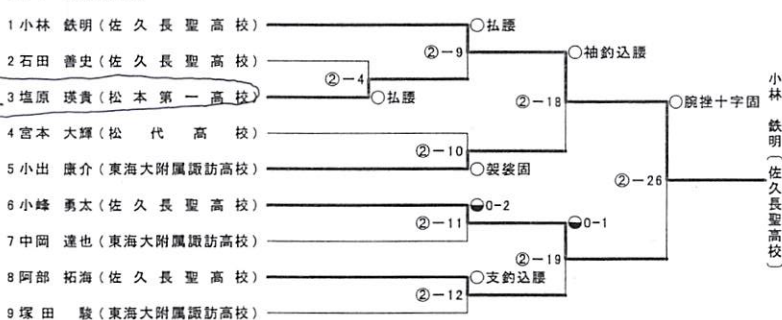 1 小林 鉄明（佐久長聖高校） ○払腰
②－9
2 石田 善史（佐久長聖高校） ○袖釣込腰
②－4
3 塩原 瑛貴（松本第一高校） ○払腰
②－18 ○腕挫十字固
4 宮本 大輝（松代高校）
②－10
5 小出 康介（東海大附属諏訪高校） ○袈裟固
②－26
6 小峰 勇太（佐久長聖高校） 0-2
②－11 0-1
7 中岡 達也（東海大附属諏訪高校）
②－19
8 阿部 拓海（佐久長聖高校） ○支釣込腰
②－12
9 塚田 駿（東海大附属諏訪高校）
小林 鉄明（佐久長聖高校）